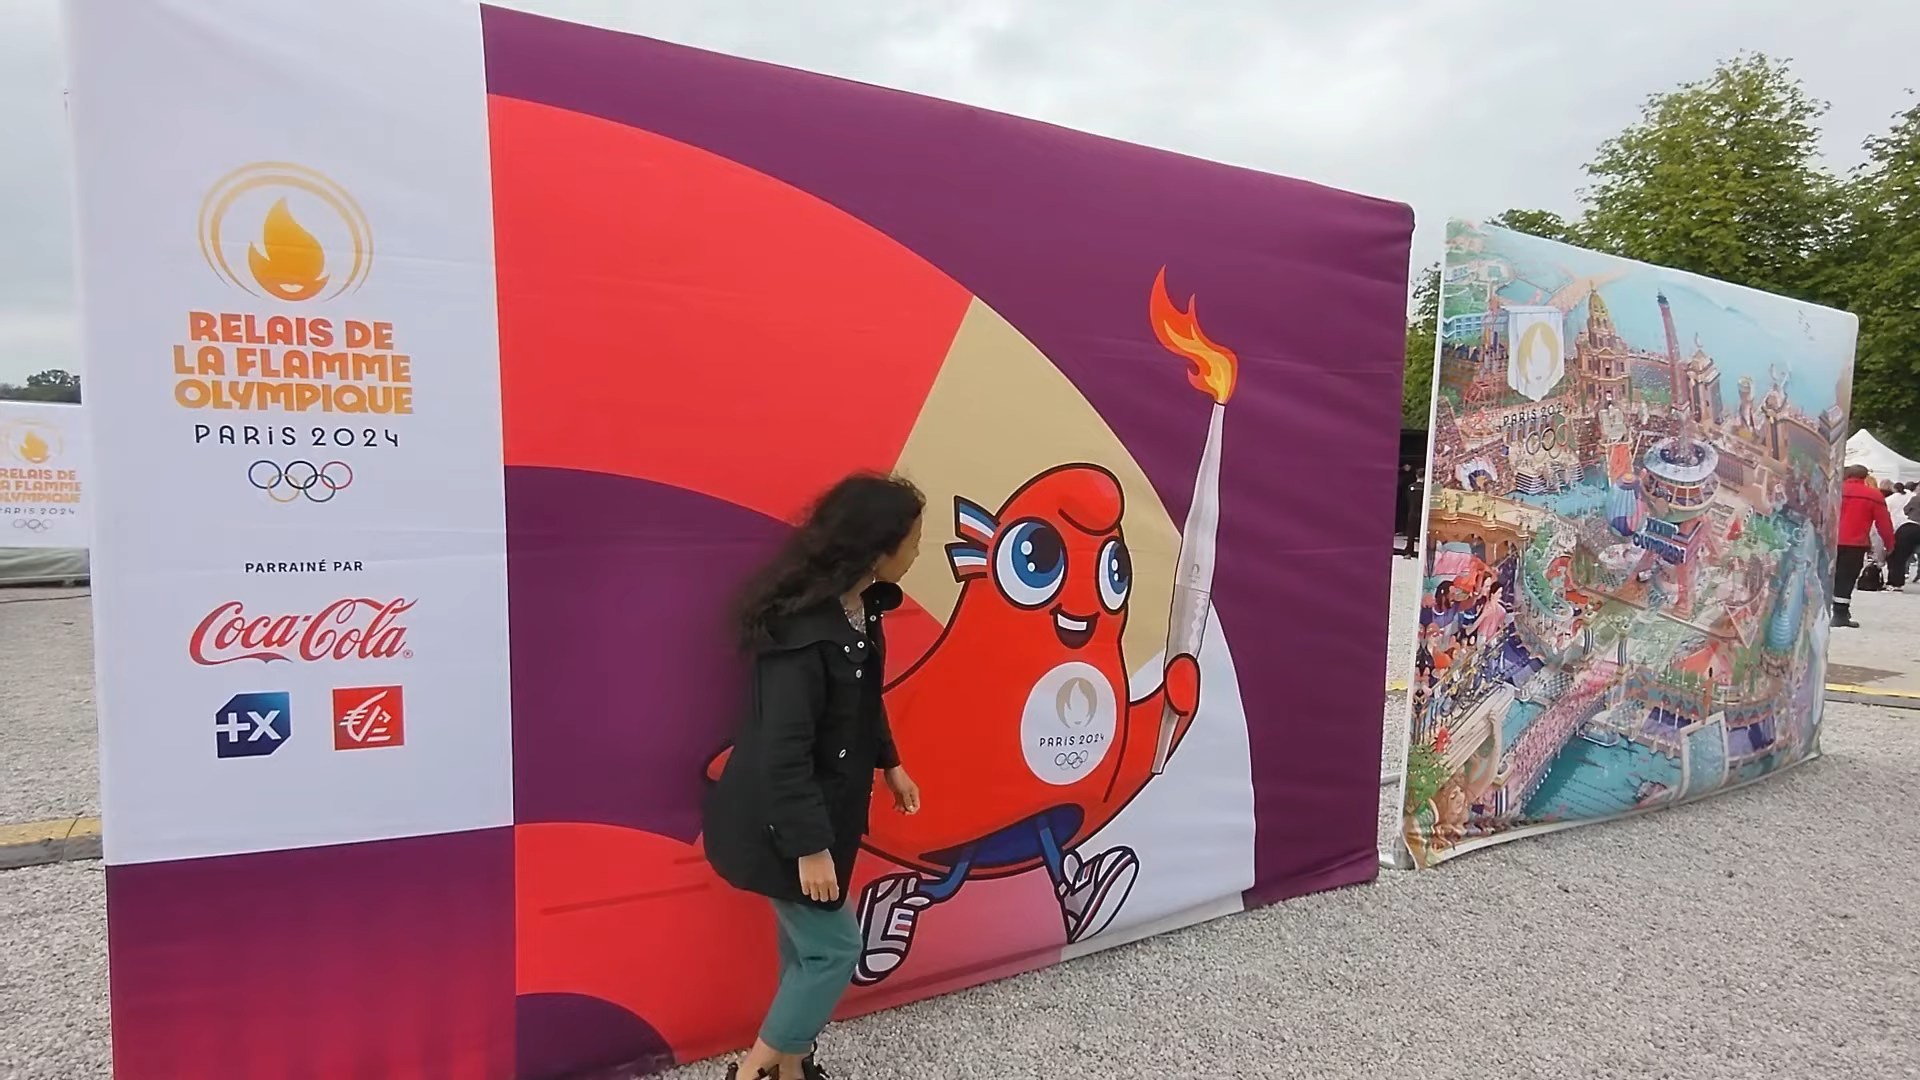 RELAIS DE
LA FLAMME
OLYMPIQUE
PARIS 2024
PARRAINÉ PAR
Coca-Cola
+X
PARIS 2024
PARIS 2024
RELAIS DE
LA FLAMME
OLYMPIQUE
PARIS 2024